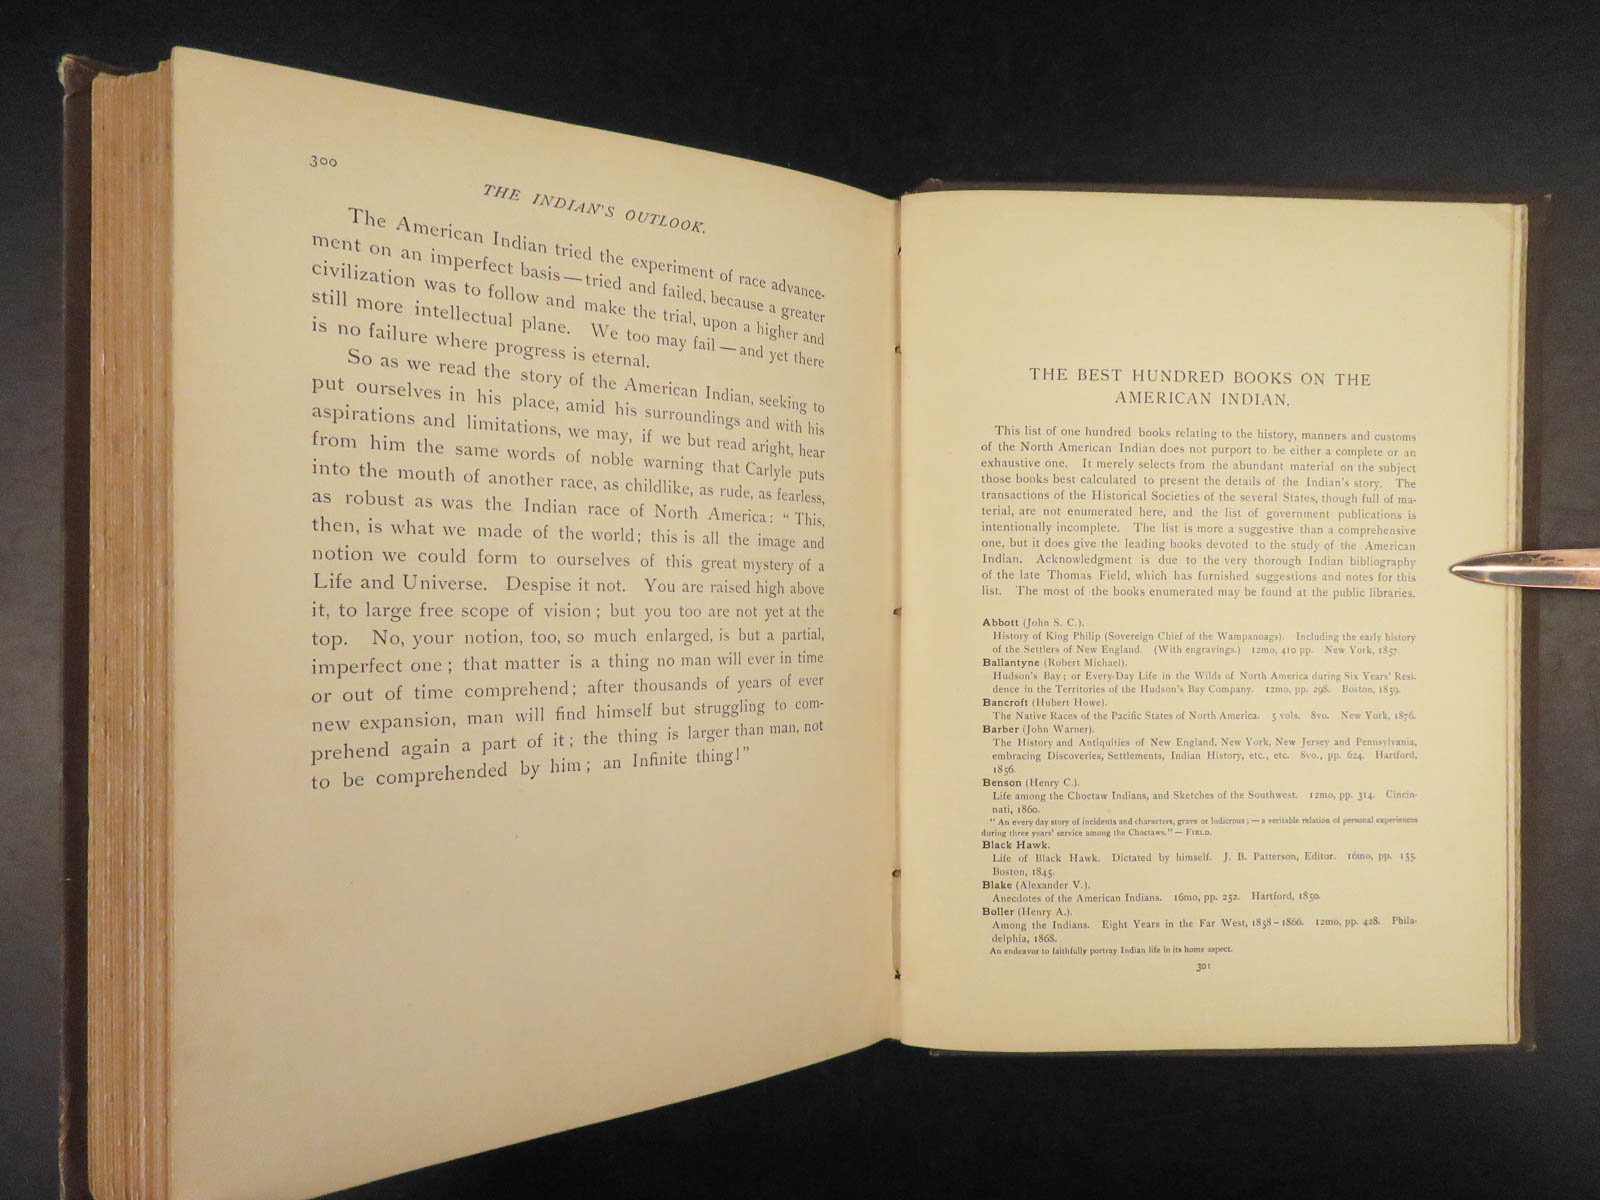 300
THE INDIAN'S OUTLOOK.
The American Indian tried the experiment of race advance-
ment on an imperfect basis—tried and failed, because a greater
civilization was to follow and make the trial, upon a higher and
still more intellectual plane. We too may fail—and yet there
is no failure where progress is eternal.
So as we read the story of the American Indian, seeking to
put ourselves in his place, amid his surroundings and with his
aspirations and limitations, we may, if we but read aright, hear
from him the same words of noble warning that Carlyle puts
into the mouth of another race, as childlike, as rude, as fearless,
as robust as was the Indian race of North America: "This,
then, is what we made of the world; this is all the image and
notion we could form to ourselves of this great mystery of a
Life and Universe. Despise it not. You are raised high above
it, to large free scope of vision; but you too are not yet at the
top. No, your notion, too, so much enlarged, is but a partial,
imperfect one; that matter is a thing no man will ever in time
or out of time comprehend; after thousands of years of ever
new expansion, man will find himself but struggling to com-
prehend again a part of it; the thing is larger than man, not
to be comprehended by him; an Infinite thing!"
THE BEST HUNDRED BOOKS ON THE
AMERICAN INDIAN.
This list of one hundred books relating to the history, manners and customs
of the North American Indian does not purport to be either a complete or an
exhaustive one. It merely selects from the abundant material on the subject
those books best calculated to present the details of the Indian's story. The
transactions of the Historical Societies of the several States, though full of ma-
terial, are not enumerated here, and the list of government publications is
intentionally incomplete. The list is more a suggestive than a comprehensive
one, but it does give the leading books devoted to the study of the American
Indian. Acknowledgment is due to the very thorough Indian bibliography
of the late Thomas Field, which has furnished suggestions and notes for this
list. The most of the books enumerated may be found at the public libraries.
Abbott (John S. C.).
History of King Philip (Sovereign Chief of the Wampanoags). Including the early history
of the Settlers of New England. (With engravings.) 12mo, 410 pp. New York, 1857.
Ballantyne (Robert Michael).
Hudson's Bay; or Every-Day Life in the Wilds of North America during Six Years' Resi-
dence in the Territories of the Hudson's Bay Company. 12mo, pp. 298. Boston, 1859.
Bancroft (Hubert Howe).
The Native Races of the Pacific States of North America. 5 vols. 8vo. New York, 1876.
Barber (John Warner).
The History and Antiquities of New England, New York, New Jersey and Pennsylvania,
embracing Discoveries, Settlements, Indian History, etc., etc. 8vo., pp. 624. Hartford,
1856.
Benson (Henry C.).
Life among the Choctaw Indians, and Sketches of the Southwest. 12mo, pp. 314. Cincin-
nati, 1860.
"An every day story of incidents and characters, grave or ludicrous; — a veritable relation of personal experiences
during three years' service among the Choctaws." — FIELD.
Black Hawk.
Life of Black Hawk. Dictated by himself. J. B. Patterson, Editor. 16mo, pp. 155.
Boston, 1845.
Blake (Alexander V.).
Anecdotes of the American Indians. 16mo, pp. 252. Hartford, 1850.
Boller (Henry A.).
Among the Indians. Eight Years in the Far West, 1858-1866. 12mo, pp. 428. Phila-
delphia, 1868.
An endeavor to faithfully portray Indian life in its home aspect.
301